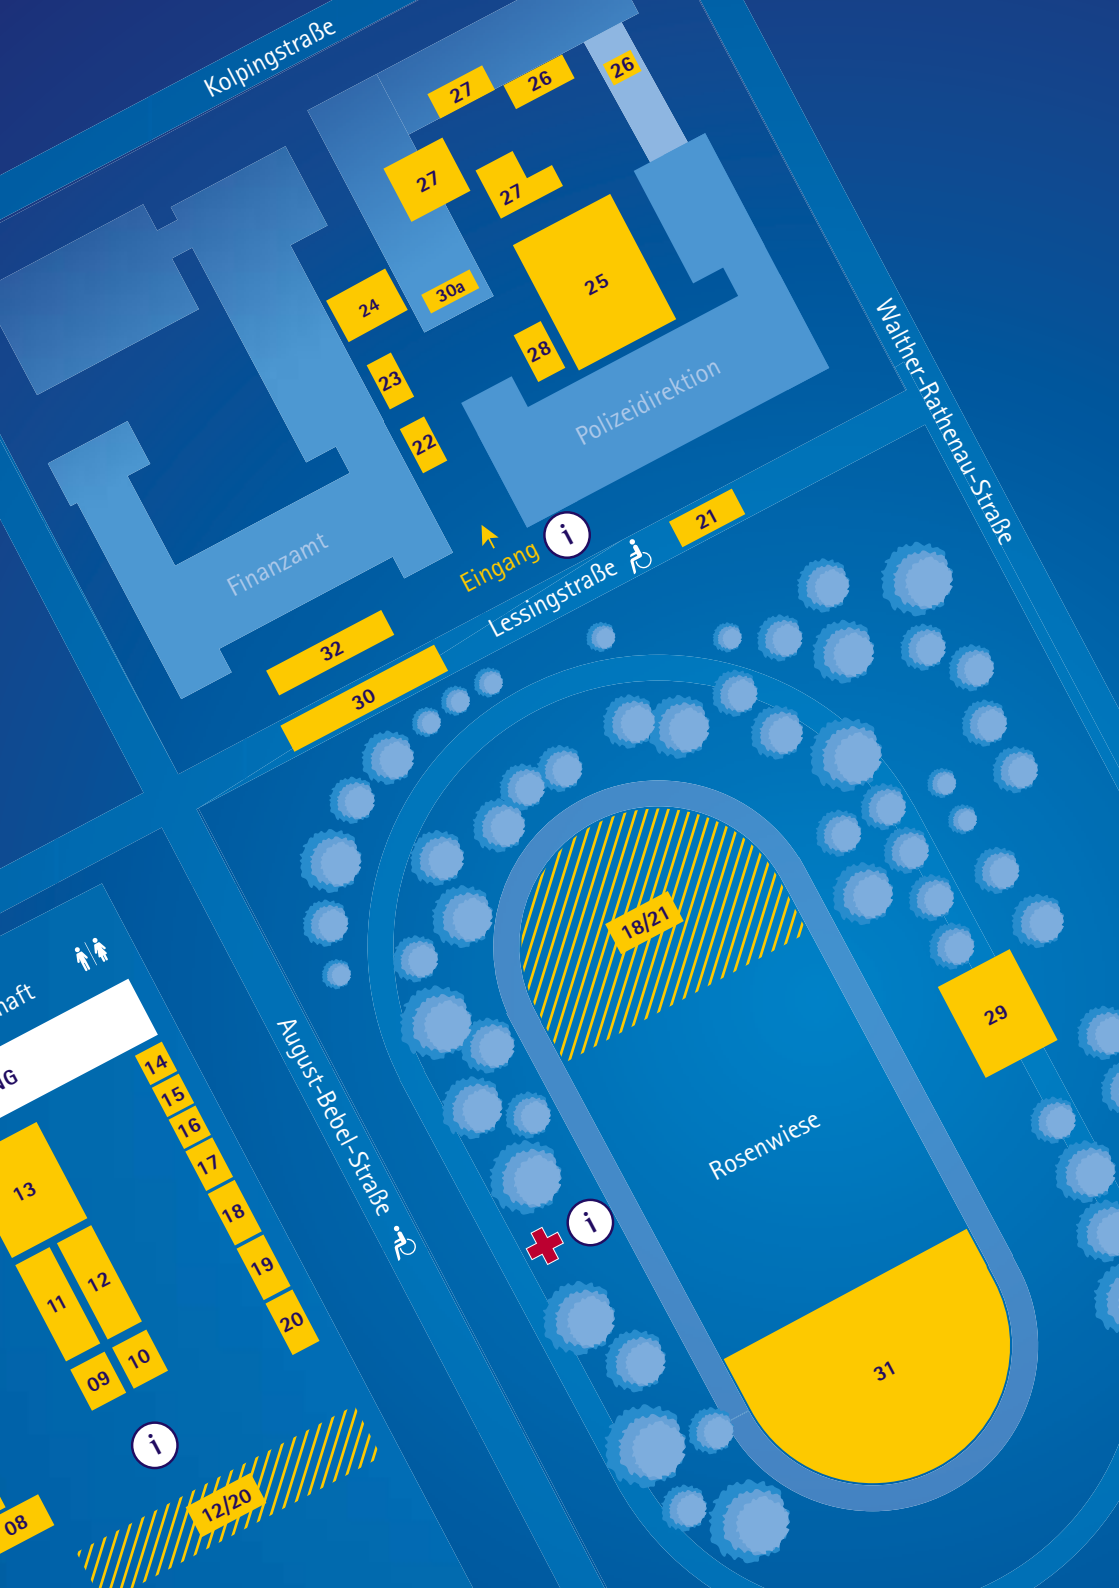 Kolpingstraße
27
26
26
27
27
25
24
30a
28
23
22
Walther-Rathenau-Straße
Polizeidirektion
Finanzamt
Eingang
i
21
Lessingstraße
32
30
18/21
29
haft
NG
14
15
16
17
18
19
20
13
12
11
10
09
August-Bebel-Straße
Rosenwiese
i
31
i
12/20
08